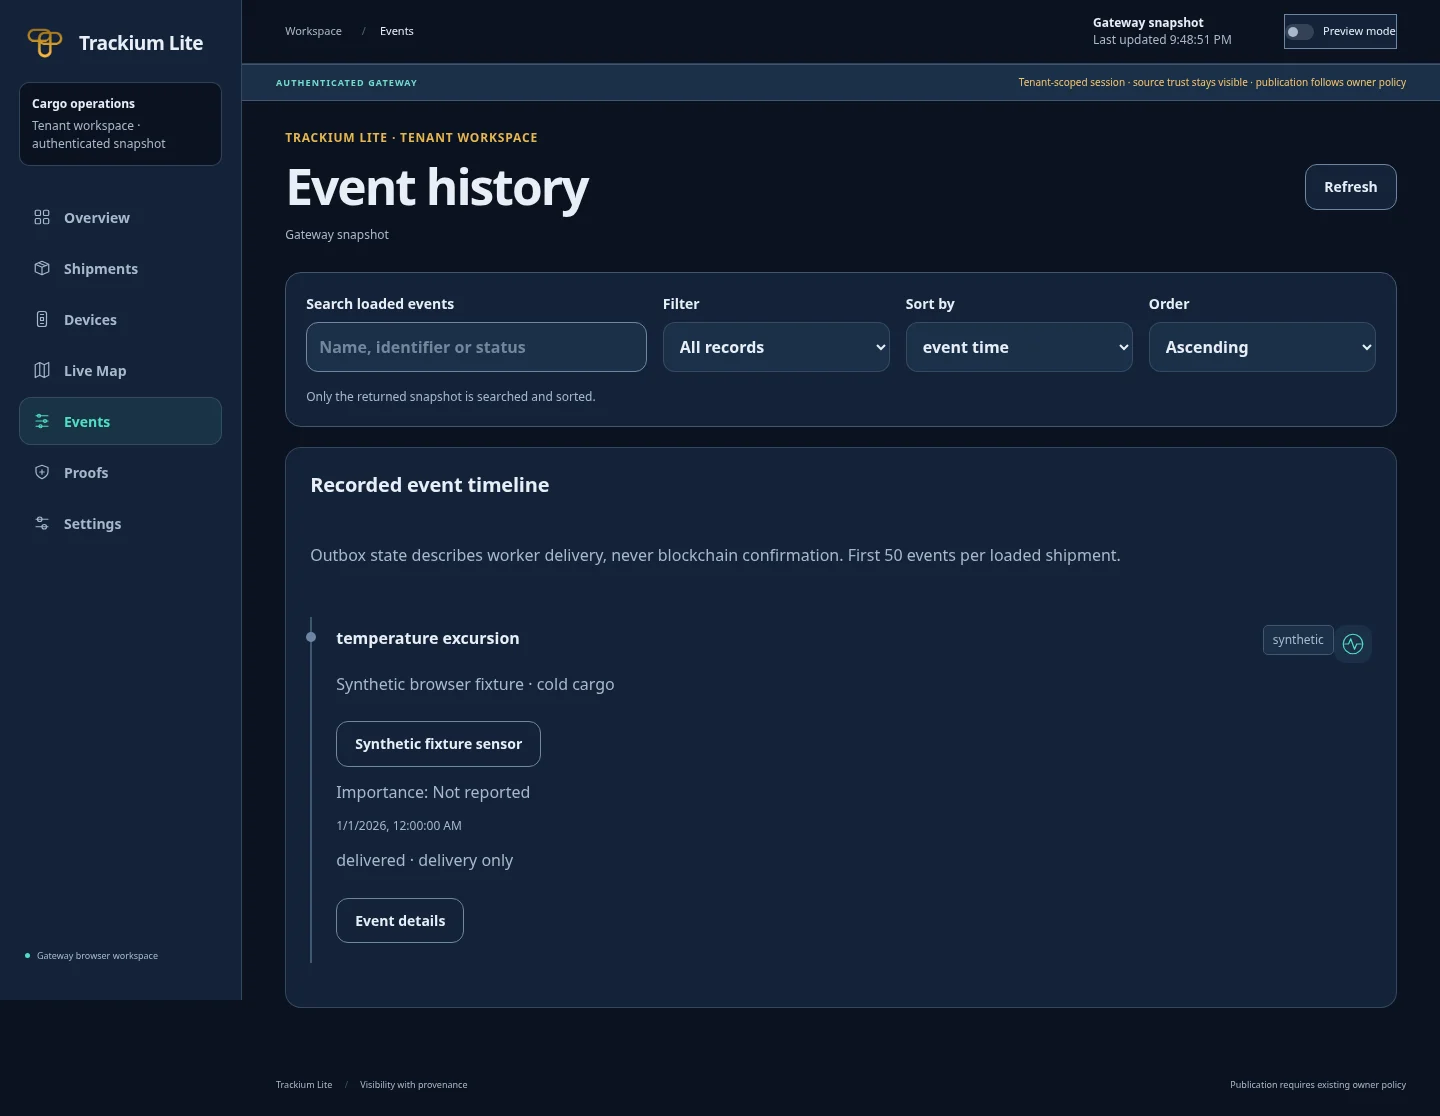 Trackium Lite
Cargo operations
Tenant workspace ·
authenticated snapshot
Overview
Shipments
Devices
Live Map
Events
Proofs
Settings
Gateway browser workspace
Workspace / Events
Gateway snapshot
Last updated 9:48:51 PM
Preview mode
AUTHENTICATED GATEWAY
Tenant-scoped session · source trust stays visible · publication follows owner policy
TRACKIUM LITE · TENANT WORKSPACE
Event history
Refresh
Gateway snapshot
Search loaded events
Name, identifier or status
Filter
All records
Sort by
event time
Order
Ascending
Only the returned snapshot is searched and sorted.
Recorded event timeline
Outbox state describes worker delivery, never blockchain confirmation. First 50 events per loaded shipment.
temperature excursion
synthetic
Synthetic browser fixture · cold cargo
Synthetic fixture sensor
Importance: Not reported
1/1/2026, 12:00:00 AM
delivered · delivery only
Event details
Trackium Lite / Visibility with provenance
Publication requires existing owner policy